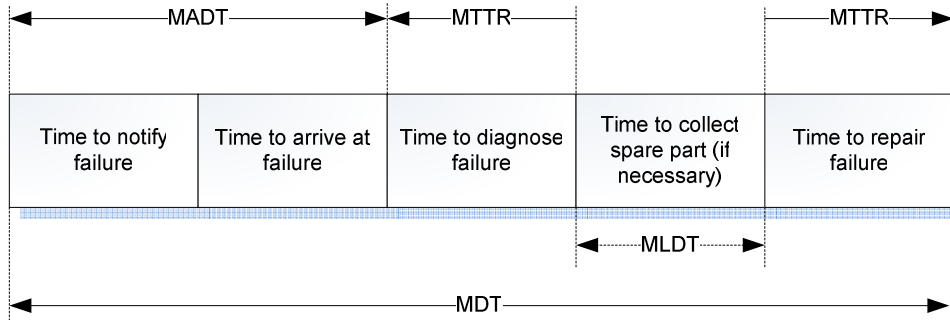 MADT
MTTR
MTTR
Time to notify
failure
Time to arrive at
failure
Time to diagnose
failure
Time to collect
spare part (if
necessary)
Time to repair
failure
MLDT
MDT